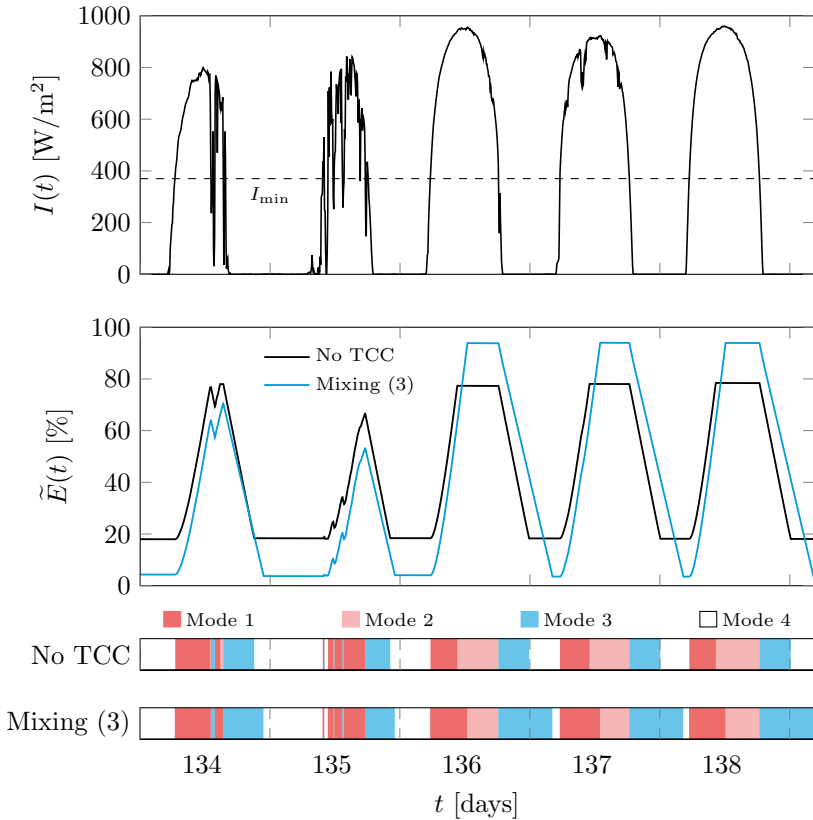 1000
800
600
400
200
0
I(t) [W/m²]
I_min
100
80
60
40
20
0
Ẽ(t) [%]
No TCC
Mixing (3)
Mode 1 Mode 2 Mode 3 Mode 4
No TCC
Mixing (3)
134 135 136 137 138
t [days]